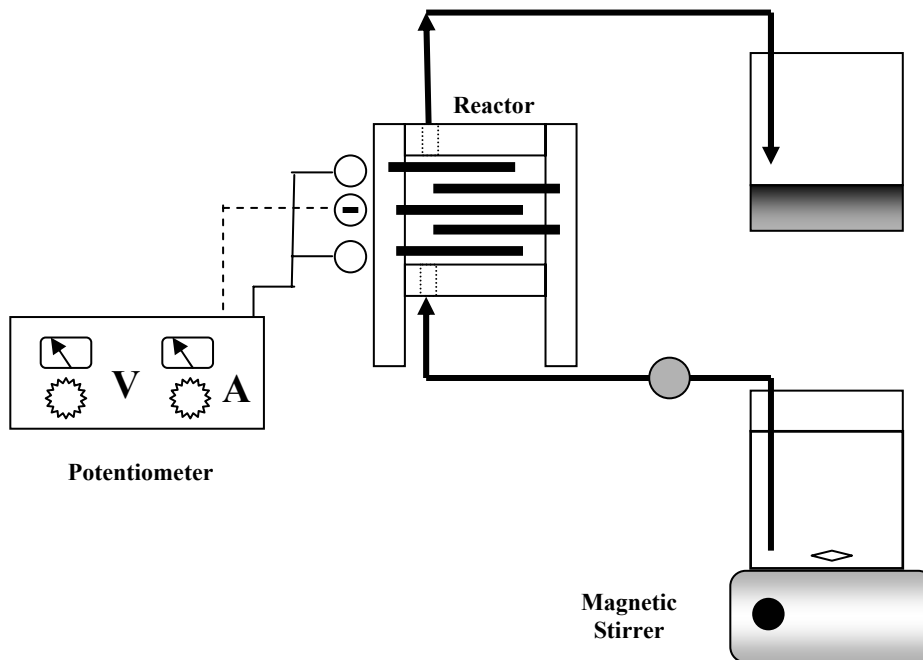 Reactor
V
A
Potentiometer
Magnetic
Stirrer